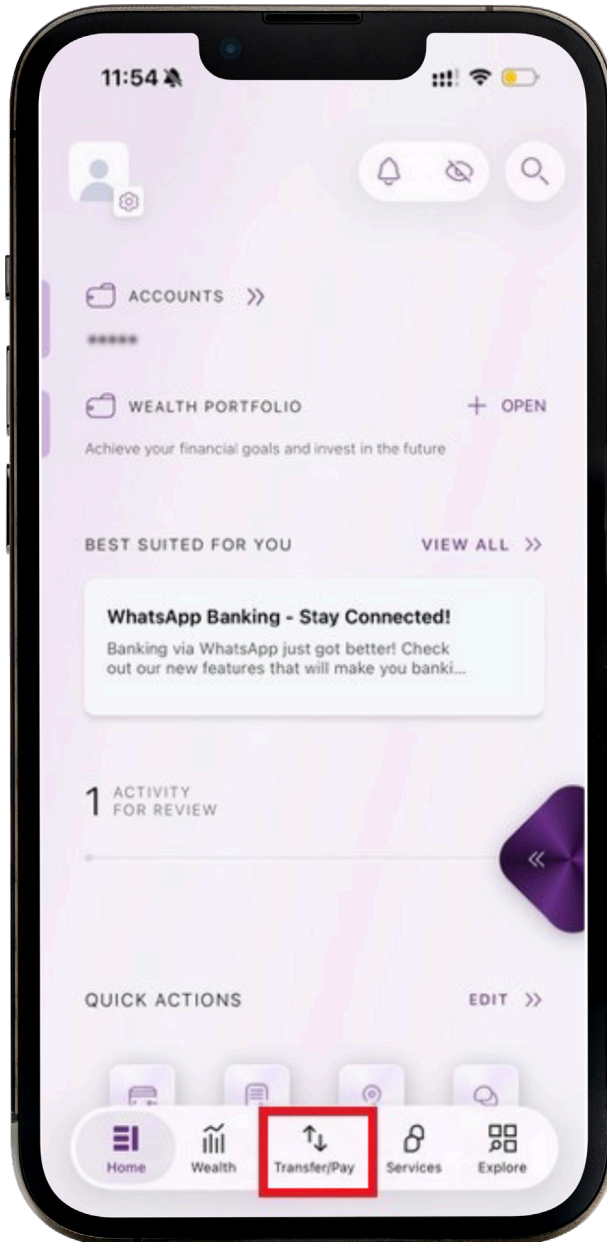 11:54
ACCOUNTS
*****
WEALTH PORTFOLIO + OPEN
Achieve your financial goals and invest in the future
BEST SUITED FOR YOU VIEW ALL
WhatsApp Banking - Stay Connected!
Banking via WhatsApp just got better! Check
out our new features that will make you banki...
1 ACTIVITY
FOR REVIEW
QUICK ACTIONS EDIT
Home Wealth Transfer/Pay Services Explore